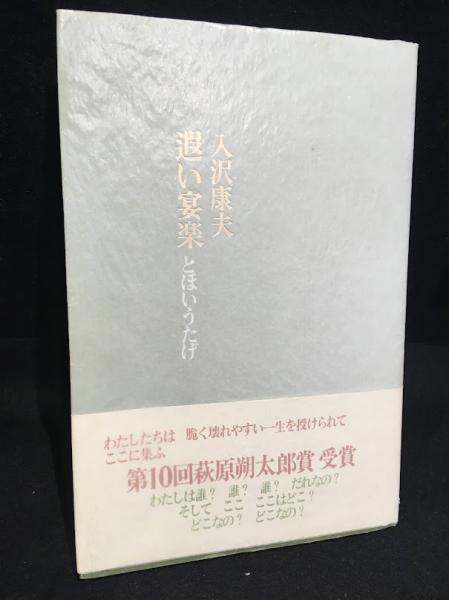 入沢康夫
遐い宴楽
とほいうたげ
わたしたちは 脆く壊れやすい一生を授けられて
ここに集ふ
第10回萩原朔太郎賞 受賞
わたしは誰? 誰? 誰? だれなの?
そして ここ ここはどこ?
どこなの? どこなの?